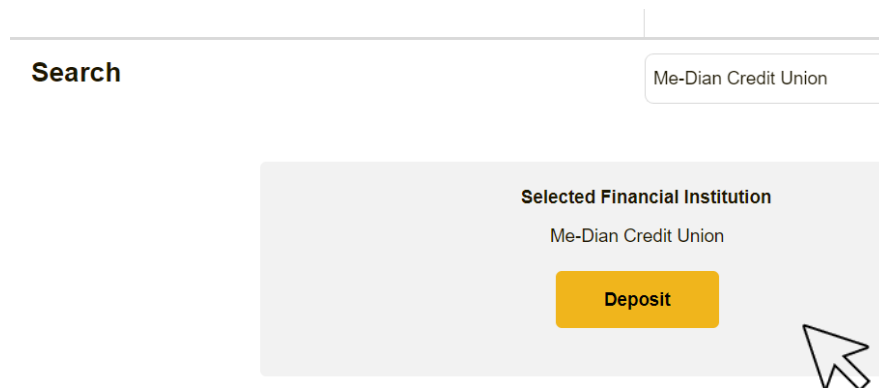 Search
Me-Dian Credit Union
Selected Financial Institution
Me-Dian Credit Union
Deposit